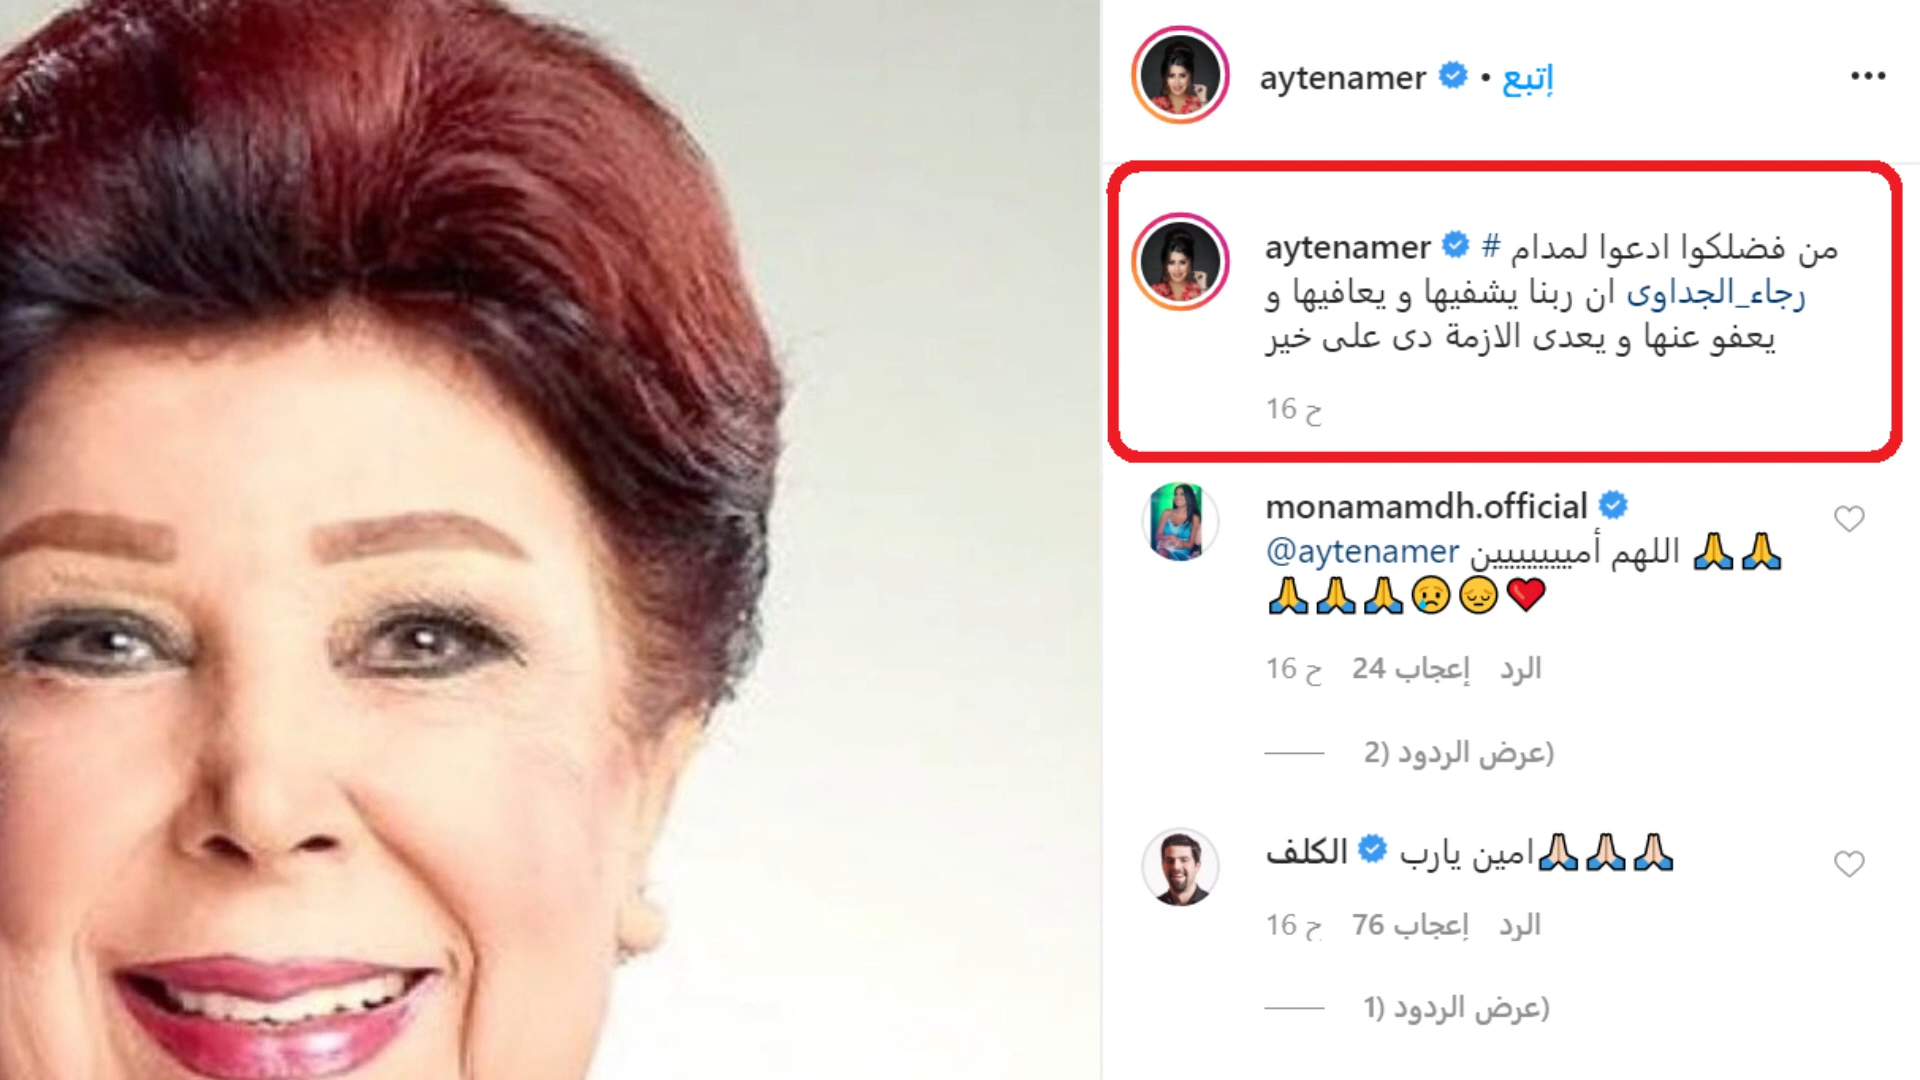 aytenamer • إتبع
aytenamer من فضلكوا ادعوا لمدام #
رجاء_الجداوى ان ربنا يشفيها و يعافيها و
يعفو عنها و يعدى الازمة دى على خير
16 ح
monamamdh.official
@aytenamer اللهم أميييييييين 🙏🙏
🙏🙏🙏😢😔❤️
16 ح 24 إعجاب الرد
(عرض الردود (2
الكلف امين يارب🙏🏻🙏🏻🙏🏻
16 ح 76 إعجاب الرد
(عرض الردود (1